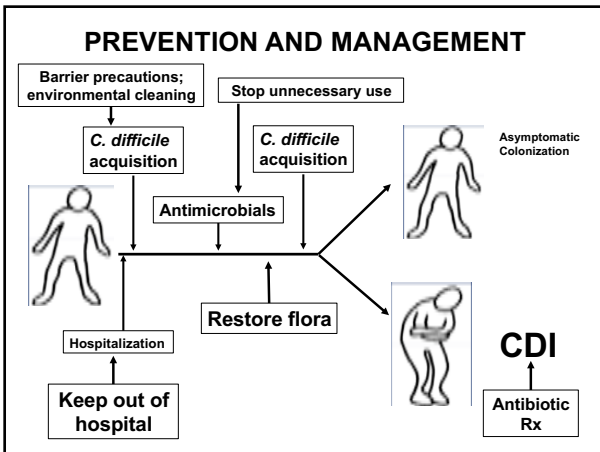 PREVENTION AND MANAGEMENT
Barrier precautions;
environmental cleaning
Stop unnecessary use
C. difficile
acquisition
C. difficile
acquisition
Asymptomatic
Colonization
Antimicrobials
Restore flora
Hospitalization
CDI
Keep out of
hospital
Antibiotic
Rx